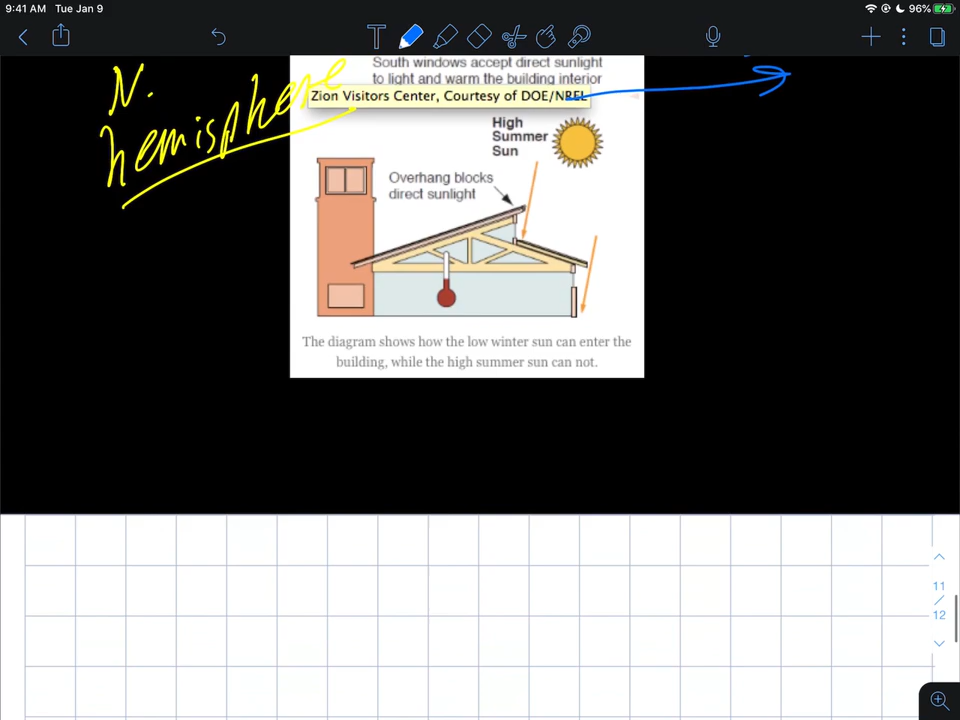 9:41 AM Tue Jan 9
96%
South windows accept direct sunlight
to light and warm the building interior
Zion Visitors Center, Courtesy of DOE/NREL
N.
hemisphere
High
Summer
Sun
Overhang blocks
direct sunlight
The diagram shows how the low winter sun can enter the
building, while the high summer sun can not.
11
/
12